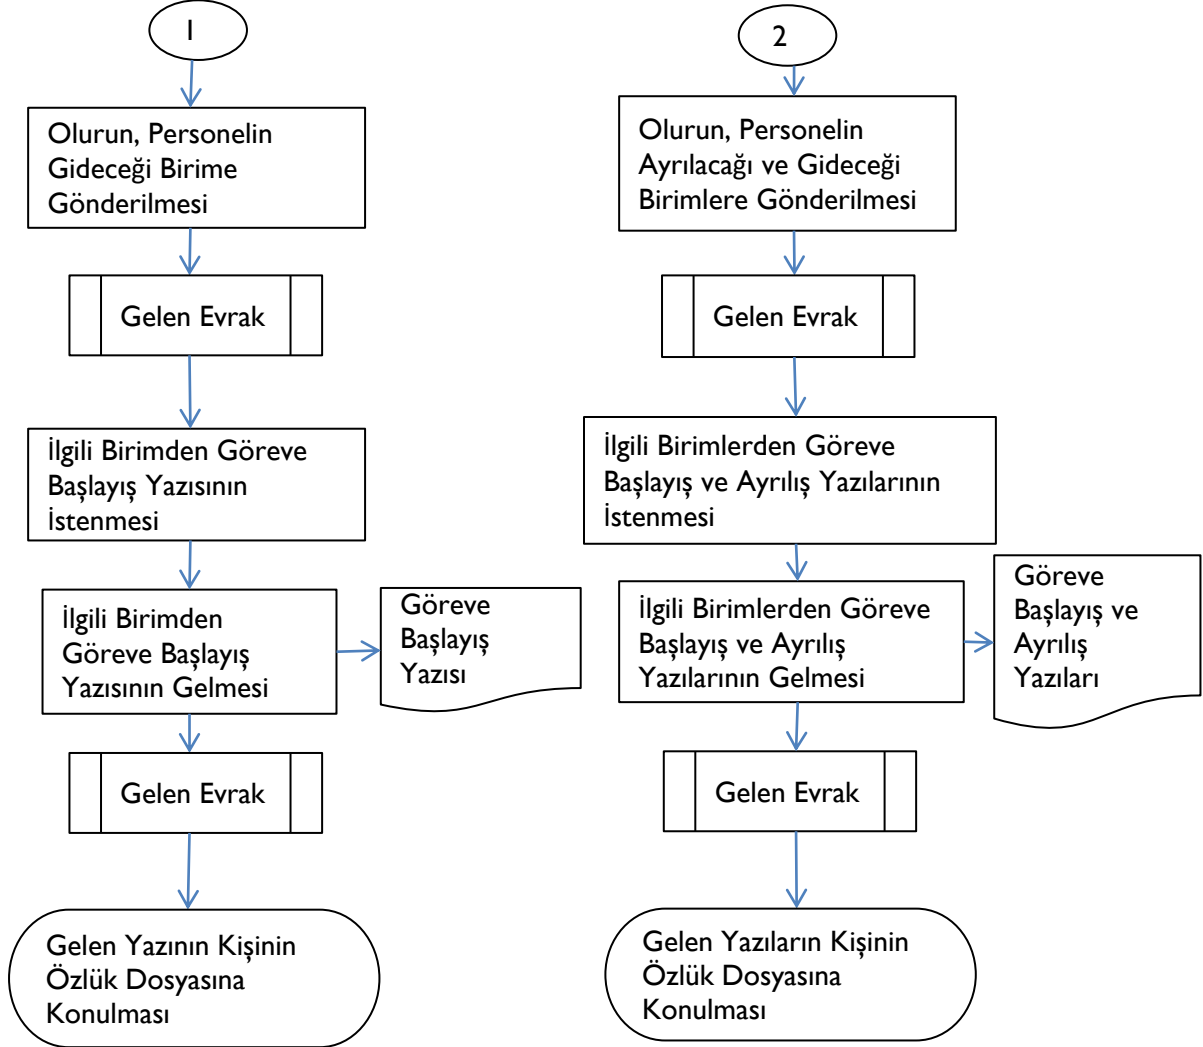 1
Olurun, Personelin
Gideceği Birime
Gönderilmesi
Gelen Evrak
İlgili Birimden Göreve
Başlayış Yazısının
İstenmesi
İlgili Birimden
Göreve Başlayış
Yazısının Gelmesi
Göreve
Başlayış
Yazısı
Gelen Evrak
Gelen Yazının Kişinin
Özlük Dosyasına
Konulması
2
Olurun, Personelin
Ayrılacağı ve Gideceği
Birimlere Gönderilmesi
Gelen Evrak
İlgili Birimlerden Göreve
Başlayış ve Ayrılış Yazılarının
İstenmesi
İlgili Birimlerden Göreve
Başlayış ve Ayrılış
Yazılarının Gelmesi
Göreve
Başlayış ve
Ayrılış
Yazıları
Gelen Evrak
Gelen Yazıların Kişinin
Özlük Dosyasına
Konulması